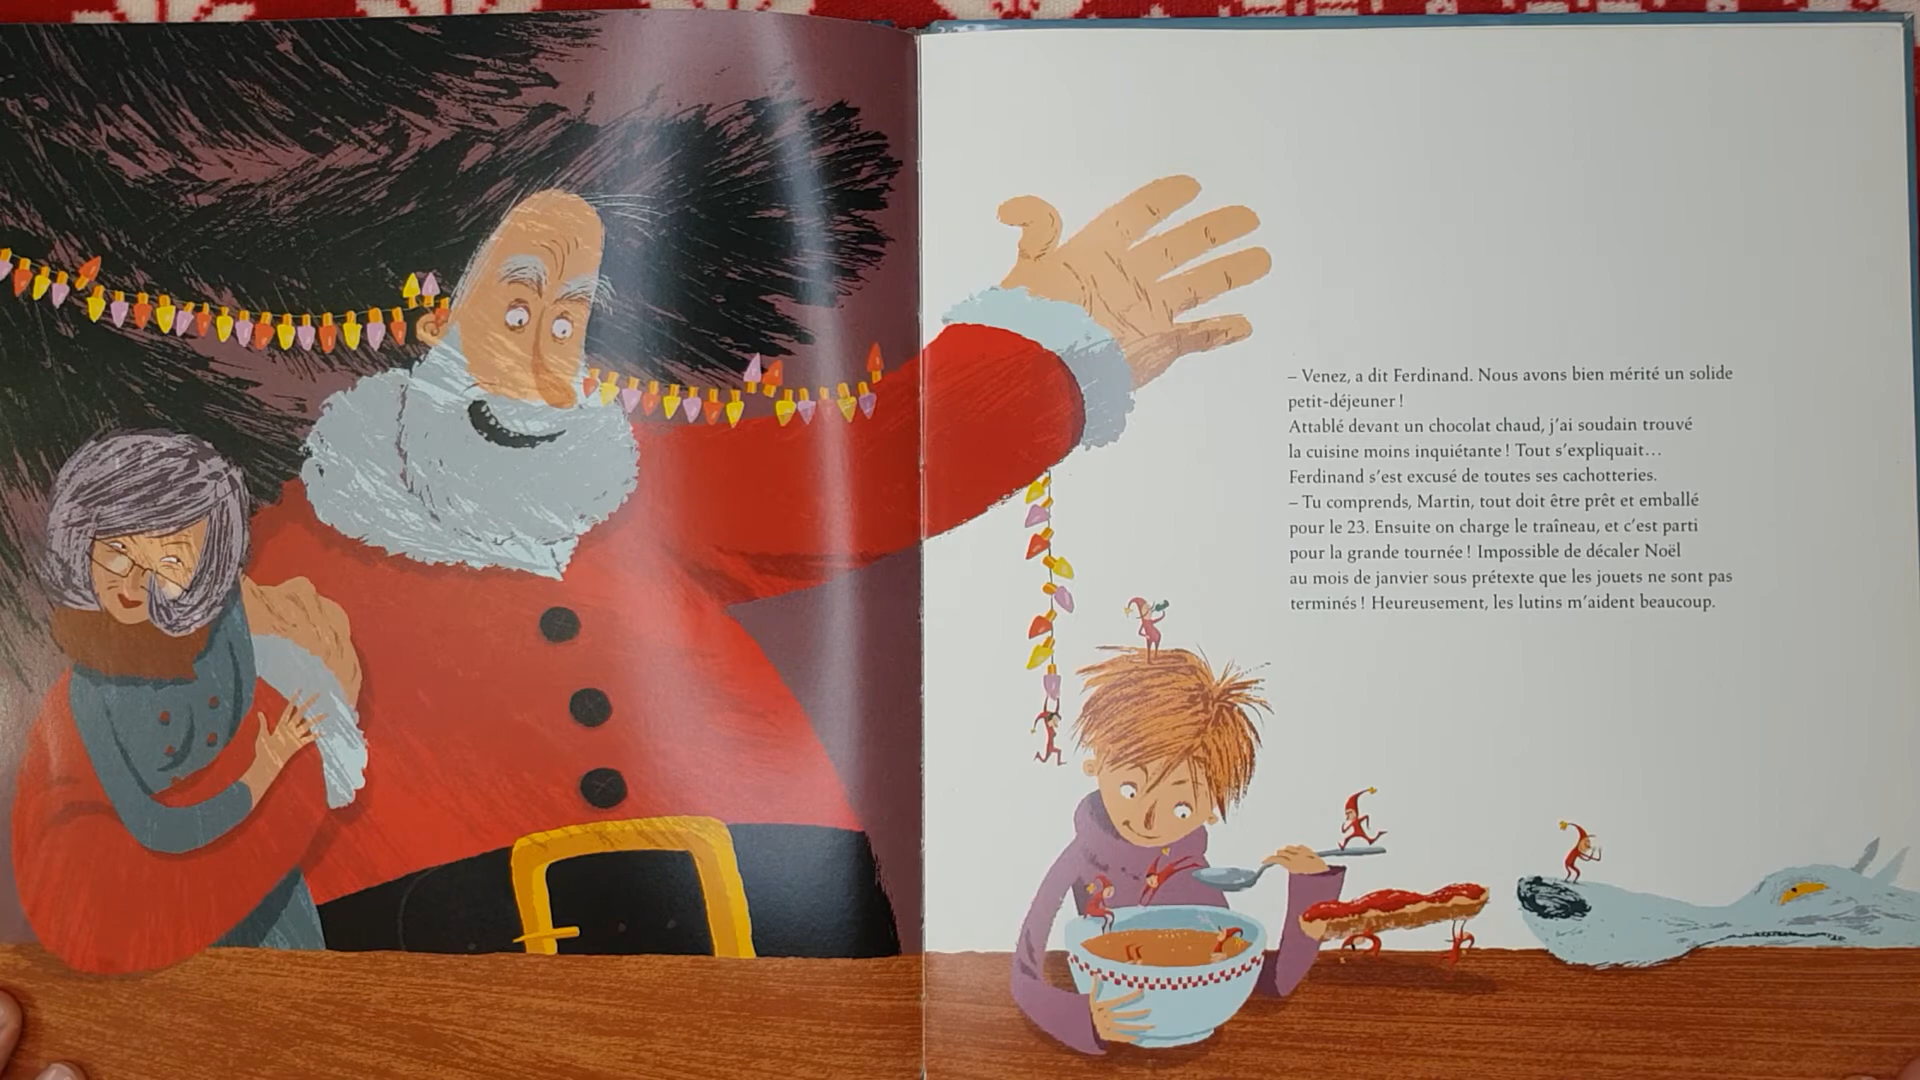 – Venez, a dit Ferdinand. Nous avons bien mérité un solide
petit-déjeuner !
Attablé devant un chocolat chaud, j’ai soudain trouvé
la cuisine moins inquiétante ! Tout s’expliquait…
Ferdinand s’est excusé de toutes ses cachotteries.
– Tu comprends, Martin, tout doit être prêt et emballé
pour le 23. Ensuite on charge le traîneau, et c’est parti
pour la grande tournée ! Impossible de décaler Noël
au mois de janvier sous prétexte que les jouets ne sont pas
terminés ! Heureusement, les lutins m’aident beaucoup.